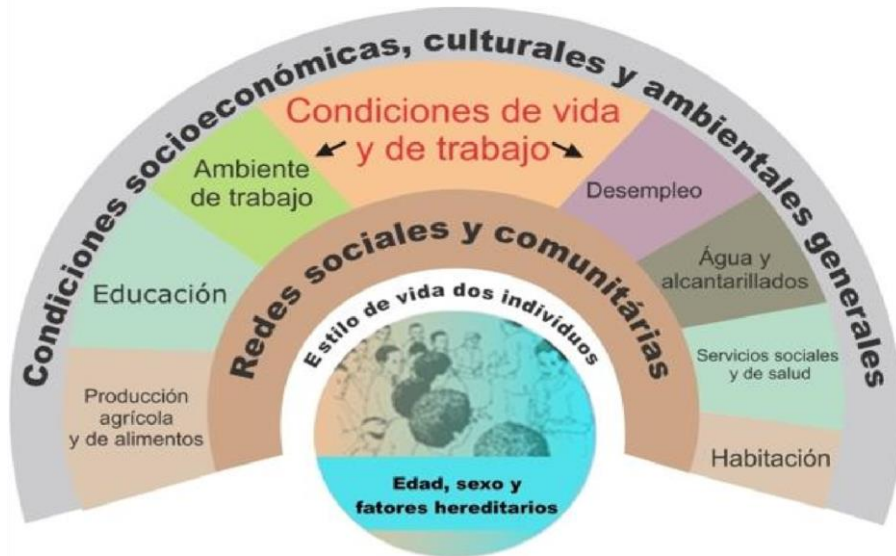 Condiciones socioeconómicas, culturales y ambientales generales
Condiciones de vida
y de trabajo
Ambiente
de trabajo
Desempleo
Educación
Água y
alcantarillados
Producción
agrícola
y de alimentos
Servicios sociales
y de salud
Habitación
Redes sociales y comunitárias
Estilo de vida dos indivíduos
Edad, sexo y
fatores hereditarios